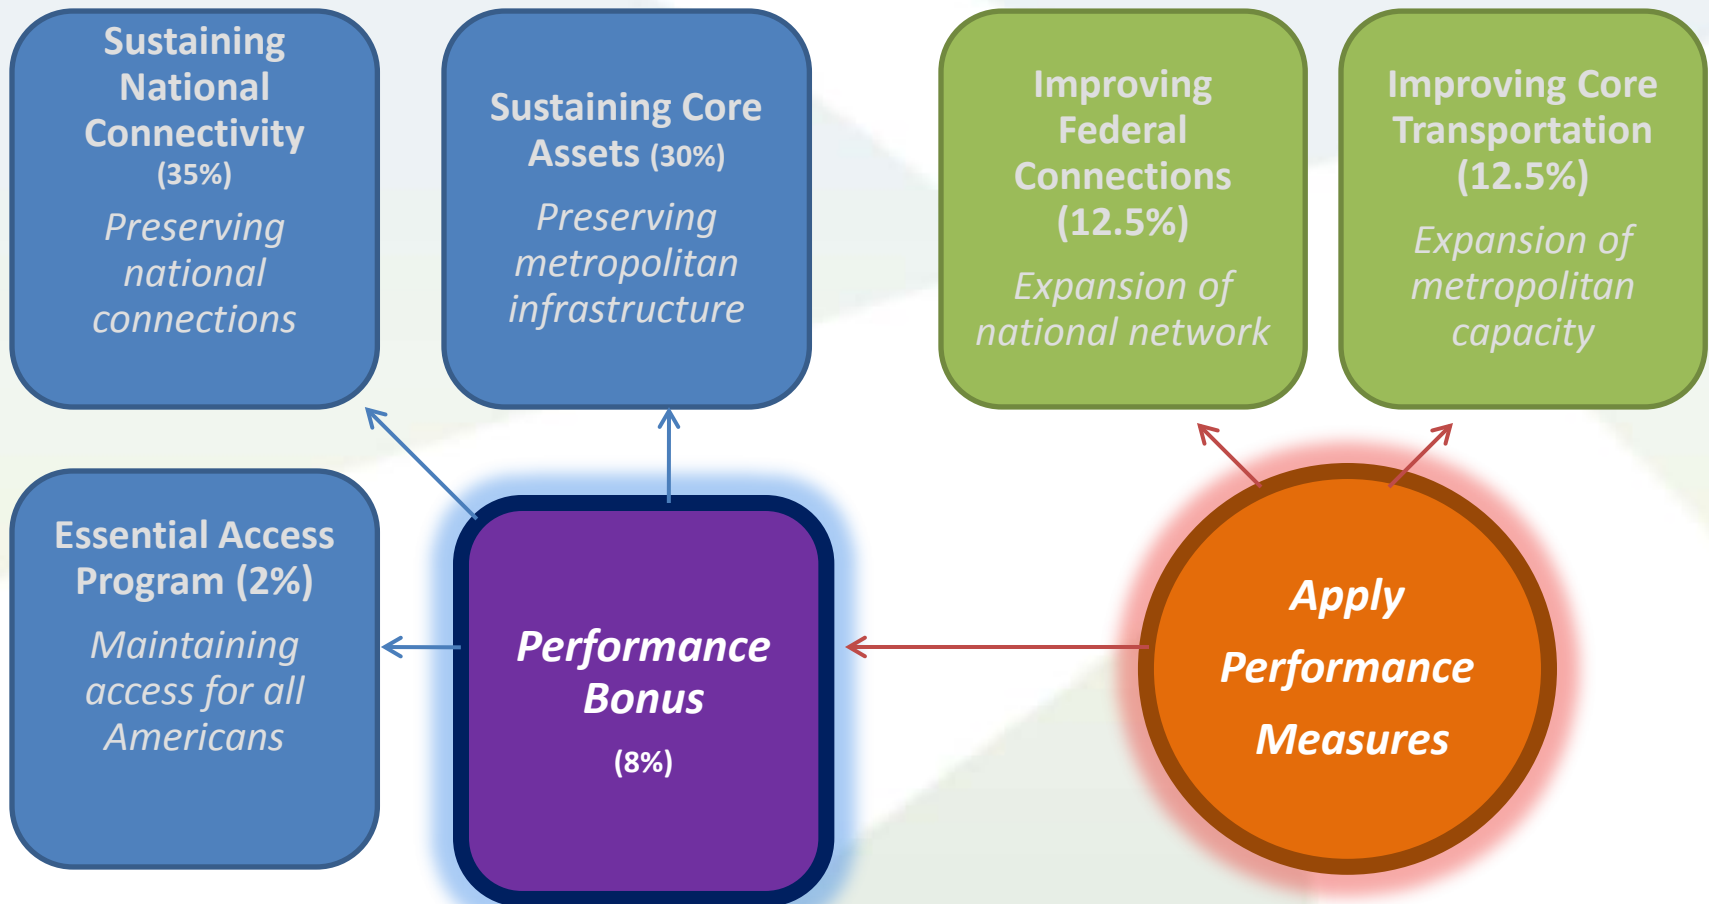 Sustaining
National
Connectivity
(35%)
Preserving
national
connections
Sustaining Core
Assets (30%)
Preserving
metropolitan
infrastructure
Improving
Federal
Connections
(12.5%)
Expansion of
national network
Improving Core
Transportation
(12.5%)
Expansion of
metropolitan
capacity
Essential Access
Program (2%)
Maintaining
access for all
Americans
Performance
Bonus
(8%)
Apply
Performance
Measures